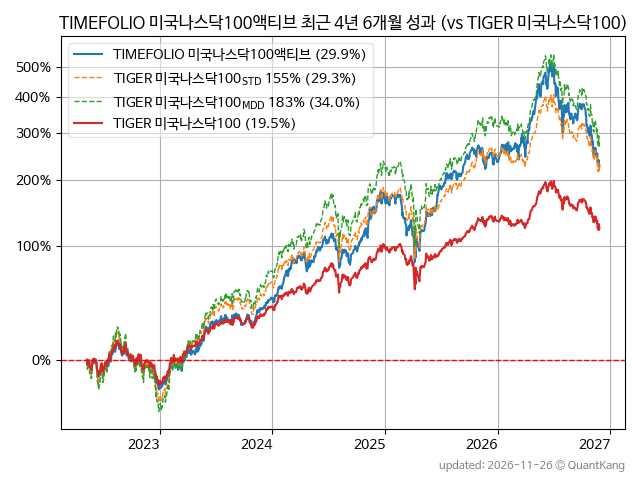 TIMEFOLIO 미국나스닥100액티브 최근 4년 6개월 성과 (vs TIGER 미국나스닥100)
TIMEFOLIO 미국나스닥100액티브 (29.9%)
TIGER 미국나스닥100STD 155% (29.3%)
TIGER 미국나스닥100MDD 183% (34.0%)
TIGER 미국나스닥100 (19.5%)
500%
400%
300%
200%
100%
0%
2023 2024 2025 2026 2027
updated: 2026-11-26 © QuantKang